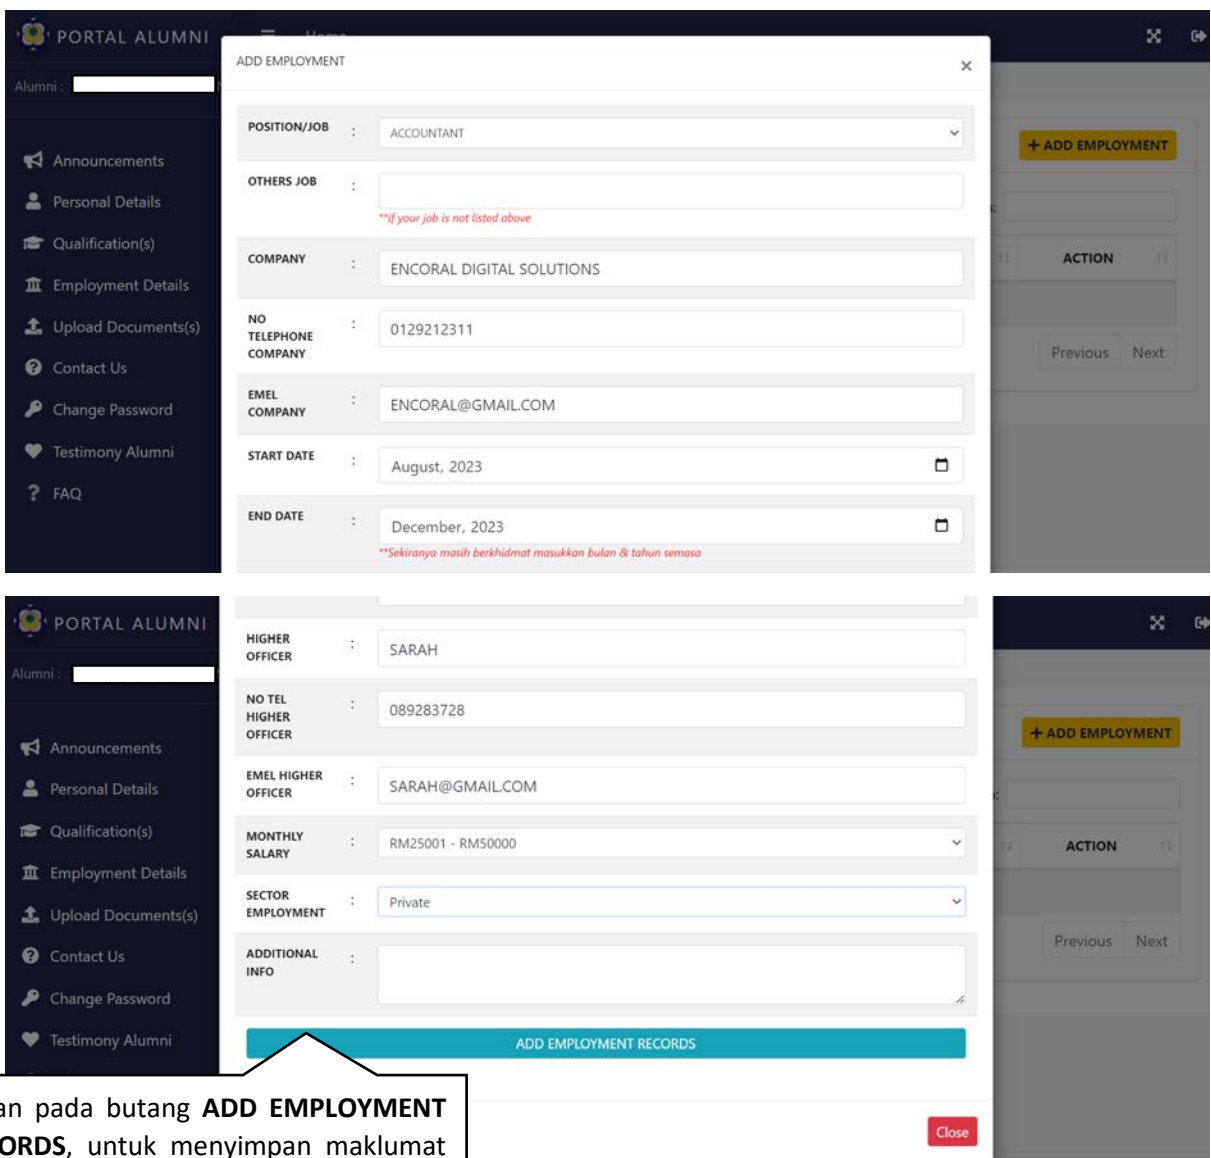 PORTAL ALUMNI
ADD EMPLOYMENT
Alumni :
POSITION/JOB : ACCOUNTANT
+ ADD EMPLOYMENT
Announcements
OTHERS JOB :
Personal Details
**if your job is not listed above
Qualification(s)
COMPANY : ENCORAL DIGITAL SOLUTIONS
ACTION
Employment Details
NO
TELEPHONE
COMPANY
: 0129212311
Upload Documents(s)
Previous Next
Contact Us
EMEL
COMPANY
: ENCORAL@GMAIL.COM
Change Password
START DATE : August, 2023
Testimony Alumni
FAQ
END DATE : December, 2023
**Sekiranya masih berkhidmat masukkan bulan & tahun semasa
PORTAL ALUMNI
HIGHER
OFFICER
: SARAH
Alumni :
NO TEL
HIGHER
OFFICER
: 089283728
+ ADD EMPLOYMENT
Announcements
EMEL HIGHER
OFFICER
: SARAH@GMAIL.COM
Personal Details
Qualification(s)
MONTHLY
SALARY
: RM25001 - RM50000
ACTION
Employment Details
SECTOR
EMPLOYMENT
: Private
Upload Documents(s)
Previous Next
Contact Us
ADDITIONAL
INFO
:
Change Password
Testimony Alumni
ADD EMPLOYMENT RECORDS
an pada butang ADD EMPLOYMENT
ORDS, untuk menyimpan maklumat
Close